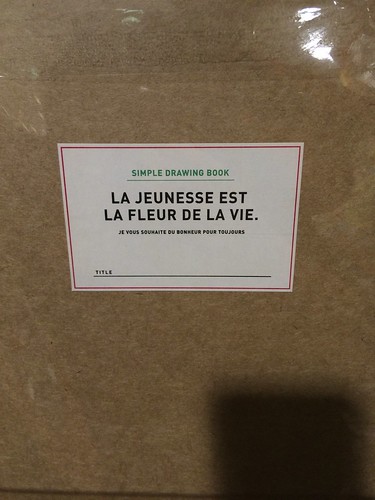 SIMPLE DRAWING BOOK
LA JEUNESSE EST
LA FLEUR DE LA VIE.
JE VOUS SOUHAITE DU BONHEUR POUR TOUJOURS
TITLE